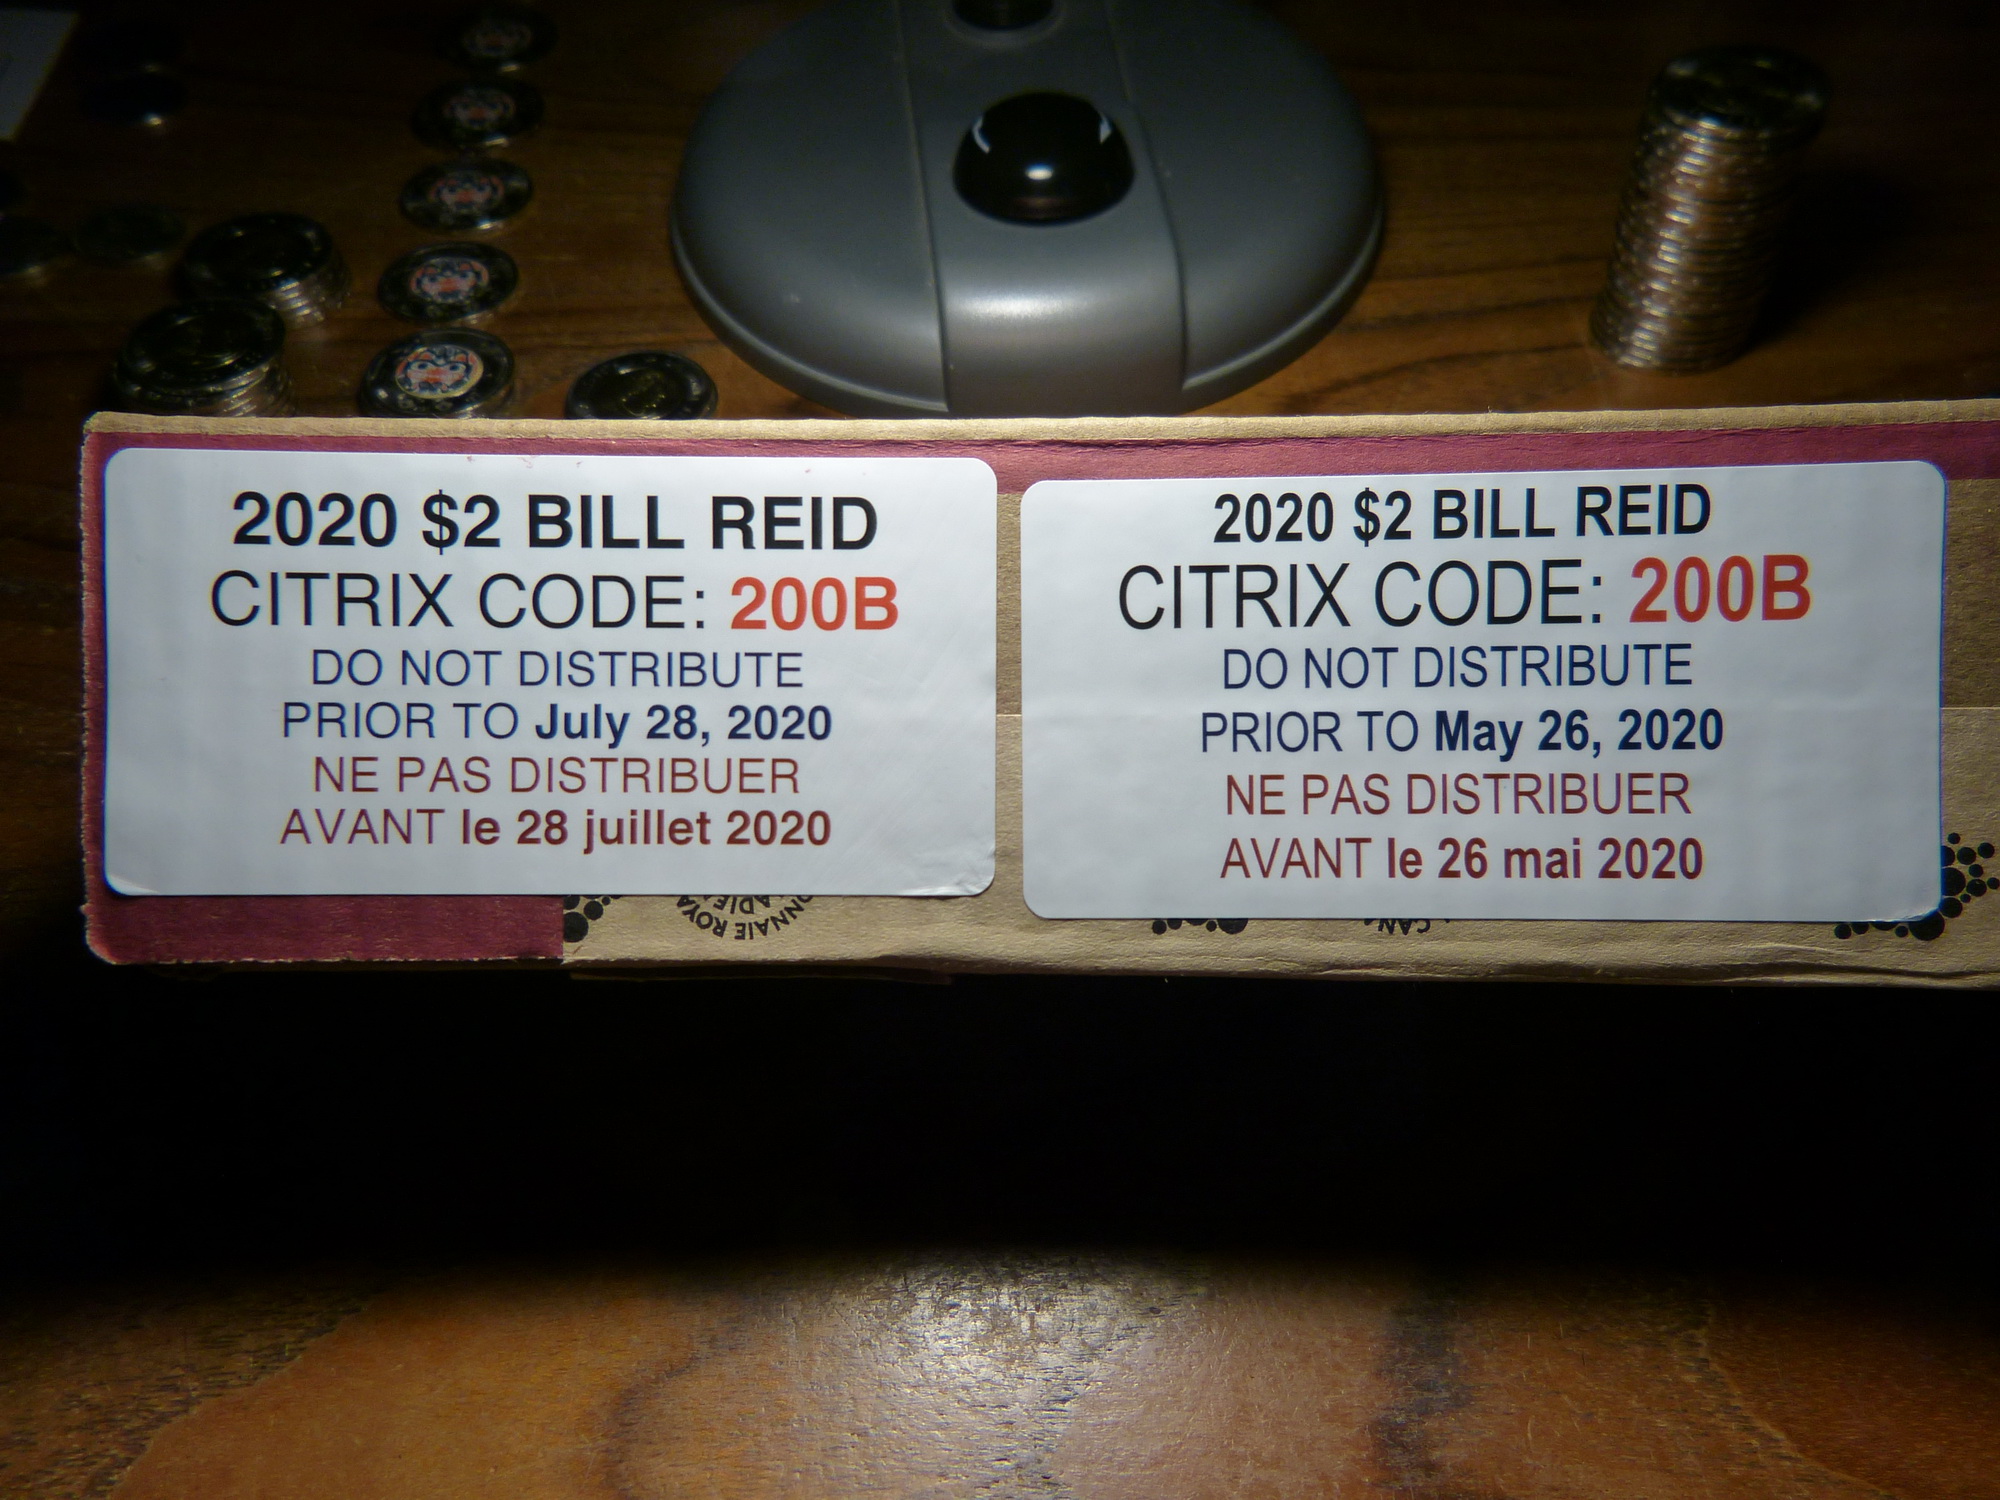 2020 $2 BILL REID
CITRIX CODE: 200B
DO NOT DISTRIBUTE
PRIOR TO July 28, 2020
NE PAS DISTRIBUER
AVANT le 28 juillet 2020
2020 $2 BILL REID
CITRIX CODE: 200B
DO NOT DISTRIBUTE
PRIOR TO May 26, 2020
NE PAS DISTRIBUER
AVANT le 26 mai 2020